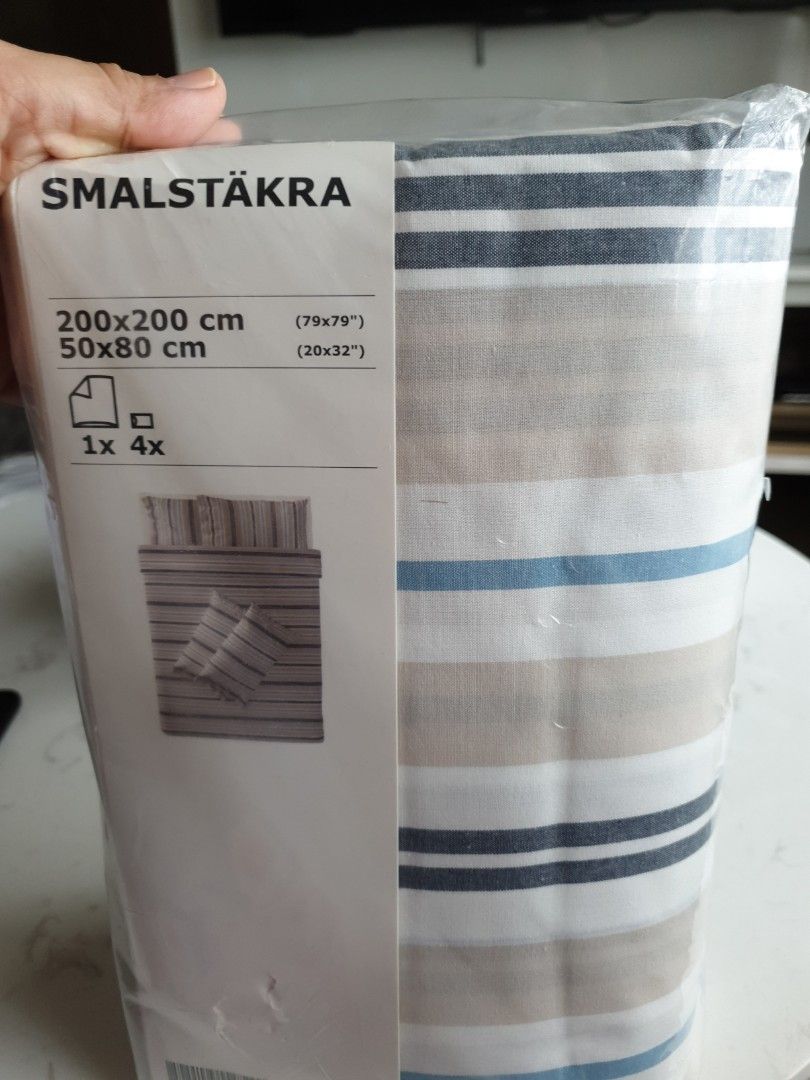 SMALSTÄKRA
200x200 cm (79x79")
50x80 cm (20x32")
1x 4x